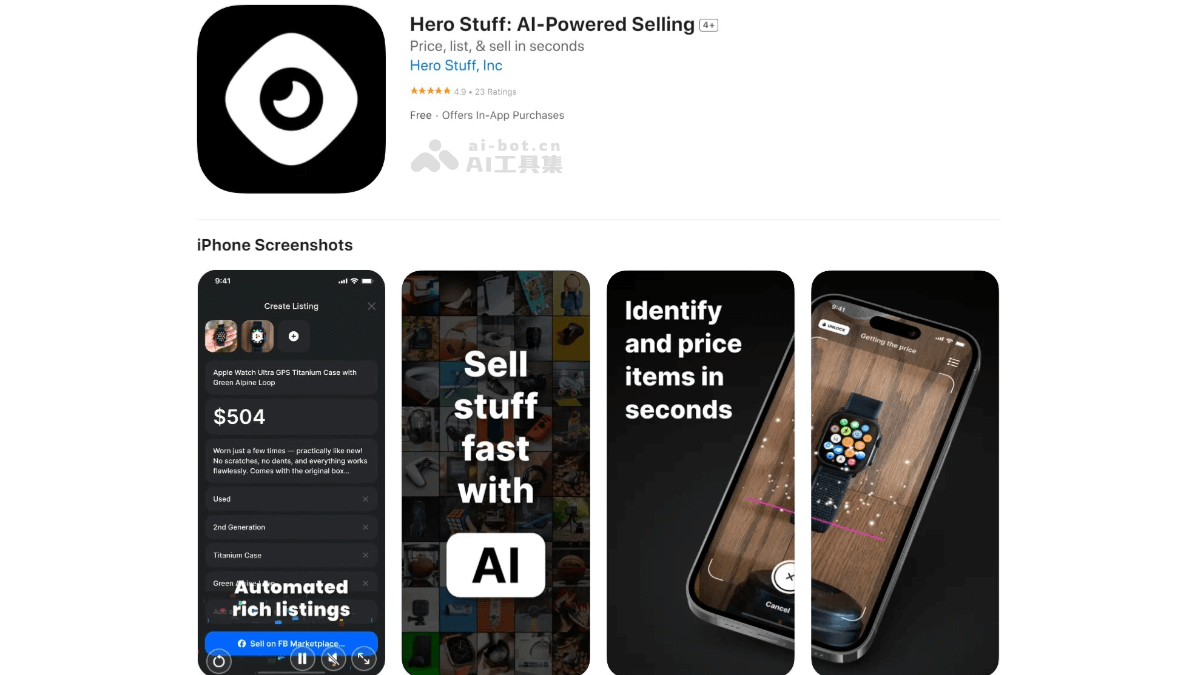 Hero Stuff: AI-Powered Selling 4+
Price, list, & sell in seconds
Hero Stuff, Inc
★★★★★ 4.9 • 23 Ratings
Free · Offers In-App Purchases
ai-bot.cn
AI工具集
iPhone Screenshots
9:41
Create Listing
Apple Watch Ultra GPS Titanium Case with
Green Alpine Loop
$504
Worn just a few times — practically like new!
No scratches, no dents, and everything works
flawlessly. Comes with the original box...
Used
2nd Generation
Titanium Case
Green Alpine Loop
Automated
rich listings
Sell on FB Marketplace...
Sell
stuff
fast
with
AI
Identify
and price
items in
seconds
Cancel
9:41
UNLOCK
Getting the price